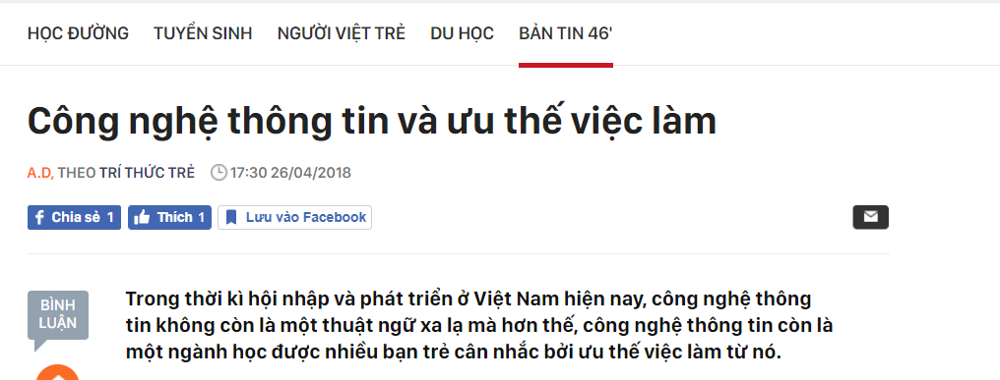 HỌC ĐƯỜNG TUYỂN SINH NGƯỜI VIỆT TRẺ DU HỌC BẢN TIN 46'
Công nghệ thông tin và ưu thế việc làm
A.D, THEO TRÍ THỨC TRẺ 17:30 26/04/2018
Chia sẻ 1 Thích 1 Lưu vào Facebook
BÌNH
LUẬN
Trong thời kì hội nhập và phát triển ở Việt Nam hiện nay, công nghệ thông
tin không còn là một thuật ngữ xa lạ mà hơn thế, công nghệ thông tin còn là
một ngành học được nhiều bạn trẻ cân nhắc bởi ưu thế việc làm từ nó.